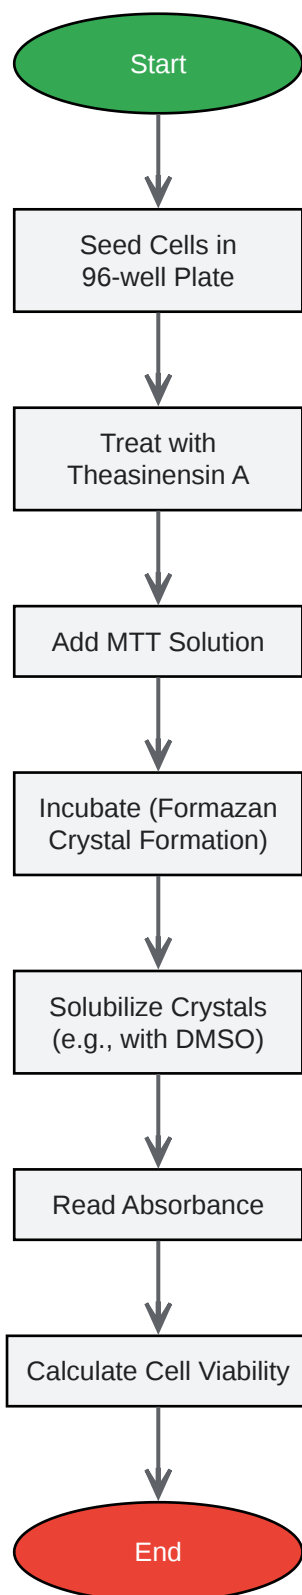 Start
Seed Cells in
96-well Plate
Treat with
Theasinensin A
Add MTT Solution
Incubate (Formazan
Crystal Formation)
Solubilize Crystals
(e.g., with DMSO)
Read Absorbance
Calculate Cell Viability
End